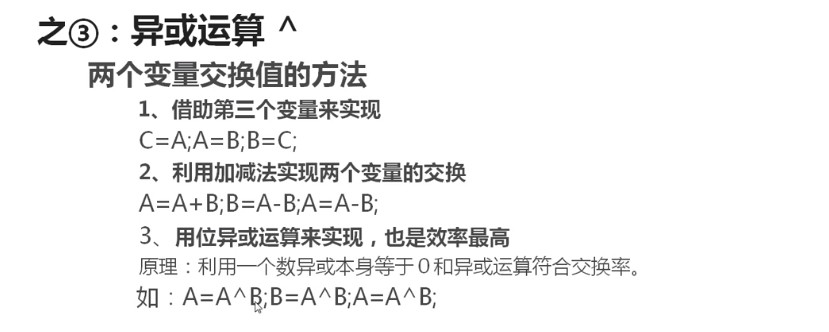 之③：异或运算 ^
两个变量交换值的方法
1、借助第三个变量来实现
C=A;A=B;B=C;
2、利用加减法实现两个变量的交换
A=A+B;B=A-B;A=A-B;
3、用位异或运算来实现，也是效率最高
原理：利用一个数异或本身等于０和异或运算符合交换率。
如：A=A^B;B=A^B;A=A^B;